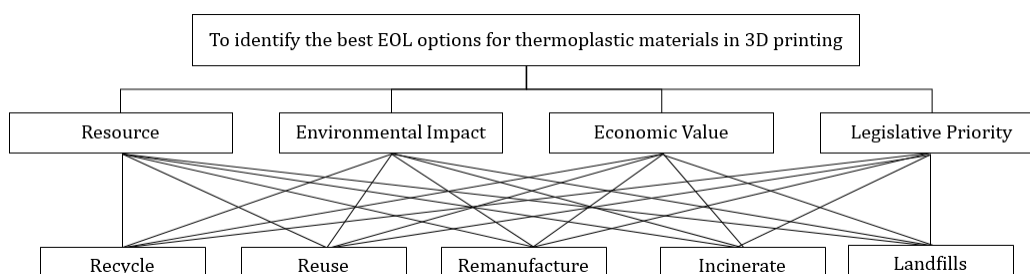 To identify the best EOL options for thermoplastic materials in 3D printing
Resource
Environmental Impact
Economic Value
Legislative Priority
Recycle
Reuse
Remanufacture
Incinerate
Landfills